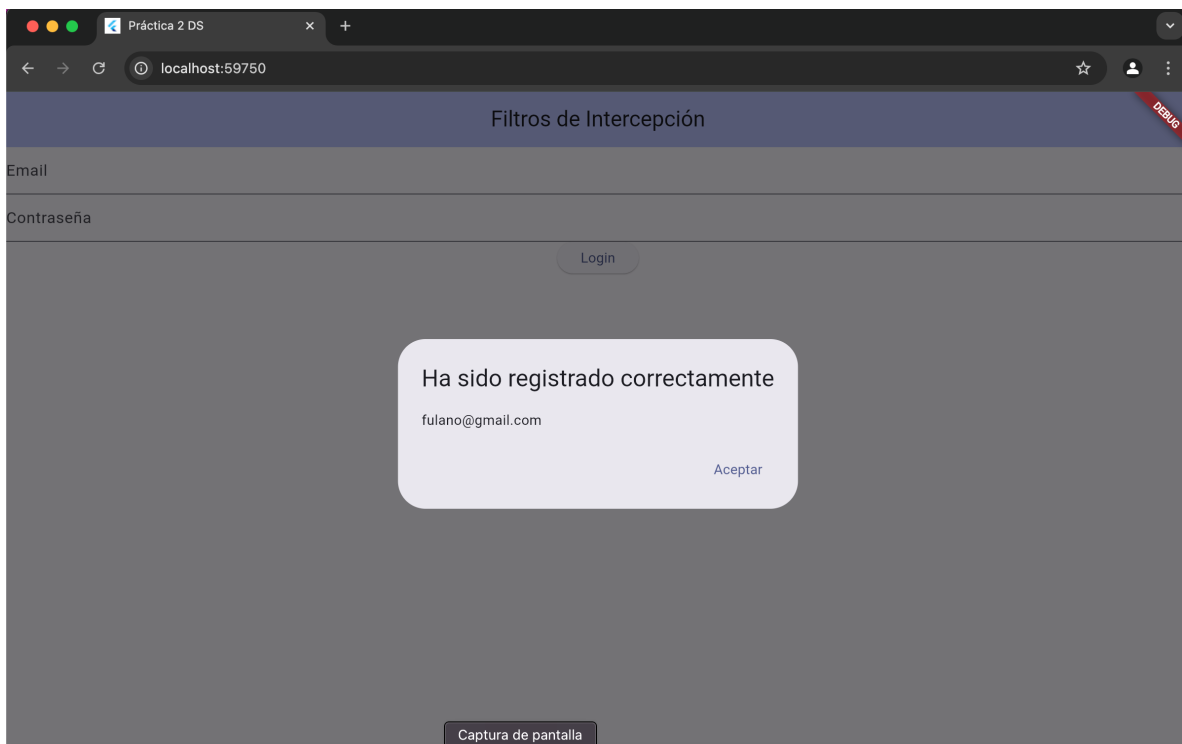 Práctica 2 DS
localhost:59750
DEBUG
Filtros de Intercepción
Email
Contraseña
Login
Ha sido registrado correctamente
fulano@gmail.com
Aceptar
Captura de pantalla